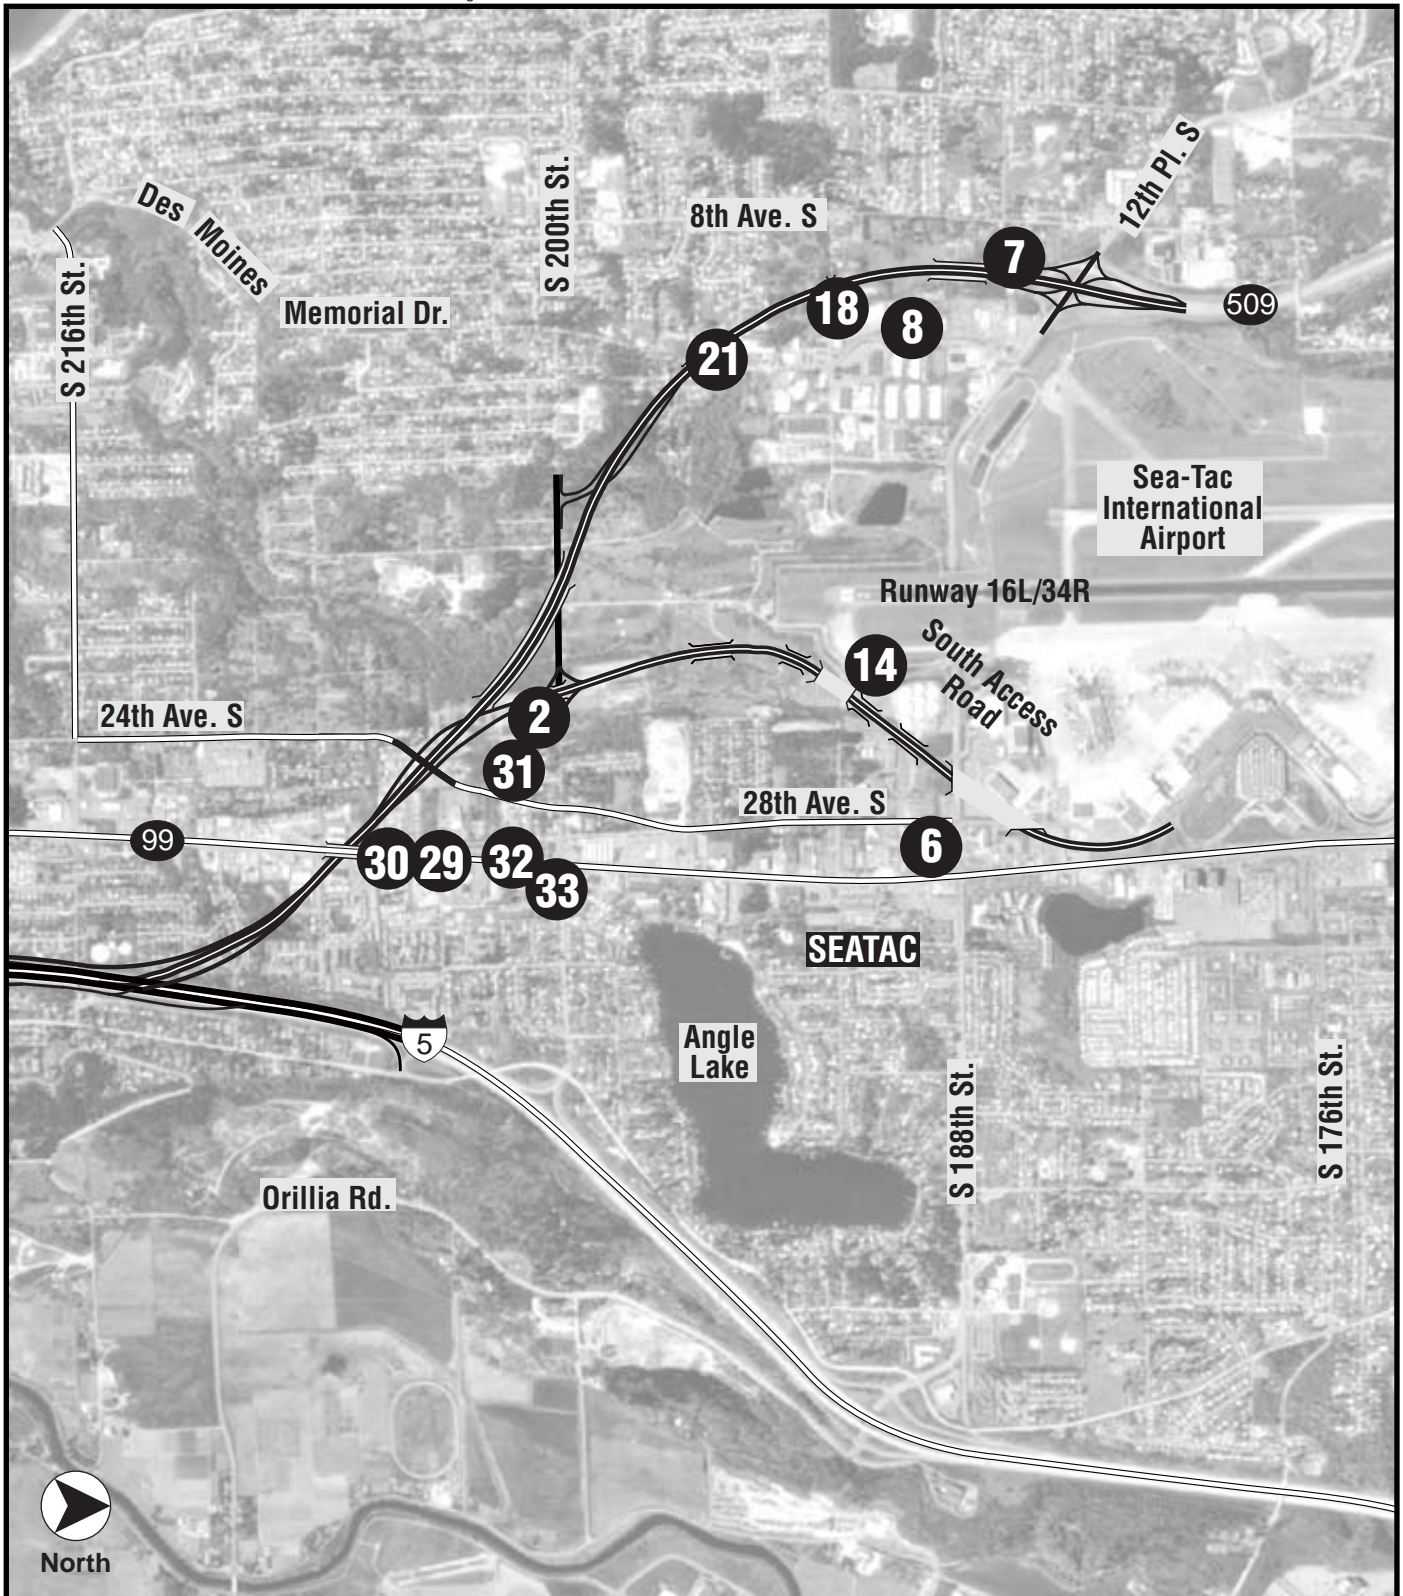 12th Pl. S
Des Moines
Memorial Dr.
S 200th St.
8th Ave. S
7
S 216th St.
18
8
509
21
Sea-Tac
International
Airport
Runway 16L/34R
South Access
Road
14
24th Ave. S
2
31
28th Ave. S
99
30
29
32
6
33
SEATAC
5
Angle
Lake
S 188th St.
S 176th St.
Orillia Rd.
North